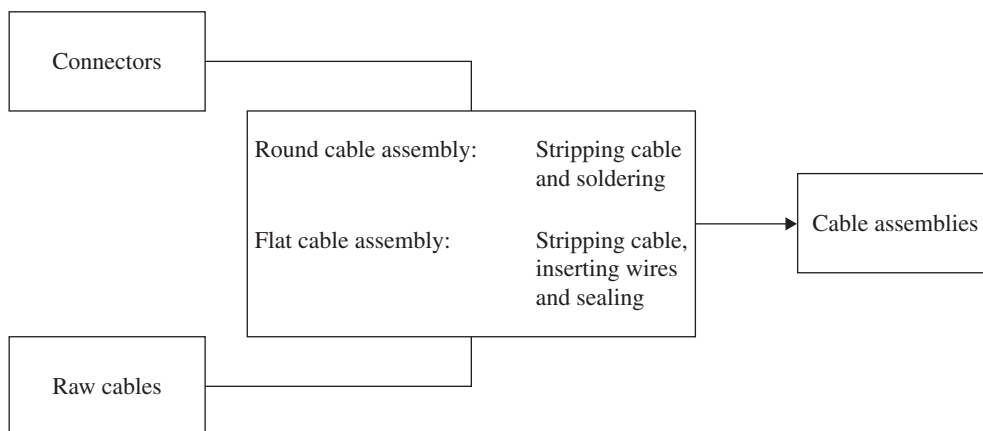 Connectors
Round cable assembly: Stripping cable
and soldering
Flat cable assembly: Stripping cable,
inserting wires
and sealing
Cable assemblies
Raw cables